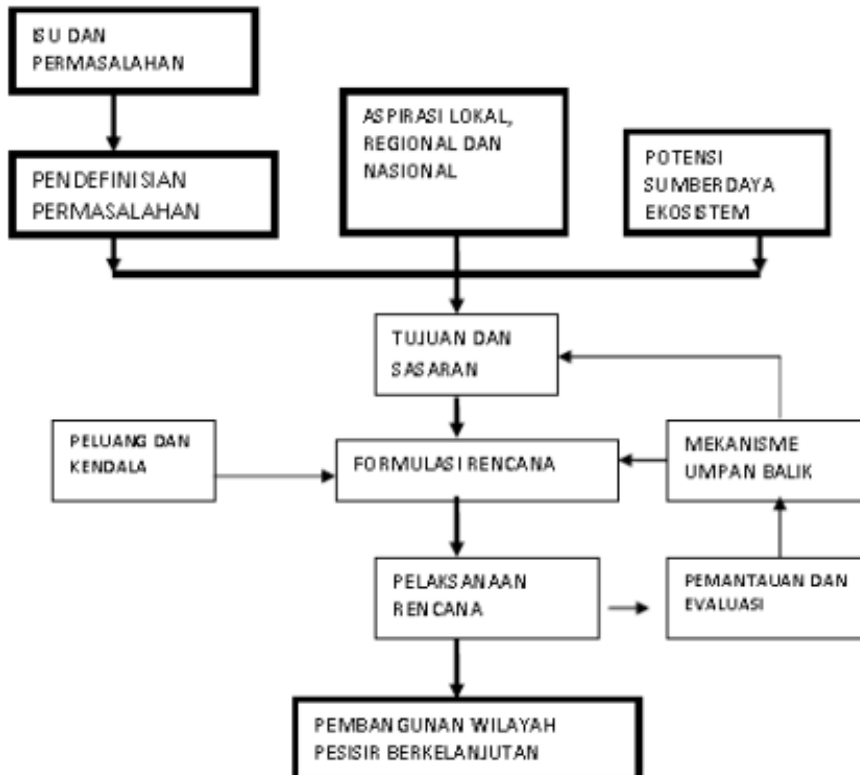 ISU DAN
PERMASALAHAN
PENDEFINISIAN
PERMASALAHAN
ASPIRASI LOKAL,
REGIONAL DAN
NASIONAL
POTENSI
SUMBERDAYA
EKOSISTEM
TUJUAN DAN
SASARAN
PELUANG DAN
KENDALA
FORMULASI RENCANA
MEKANISME
UMPAN BALIK
PELAKSANAAN
RENCANA
PEMANTAUAN DAN
EVALUASI
PEMBANGUNAN WILAYAH
PESISIR BERKELANJUTAN